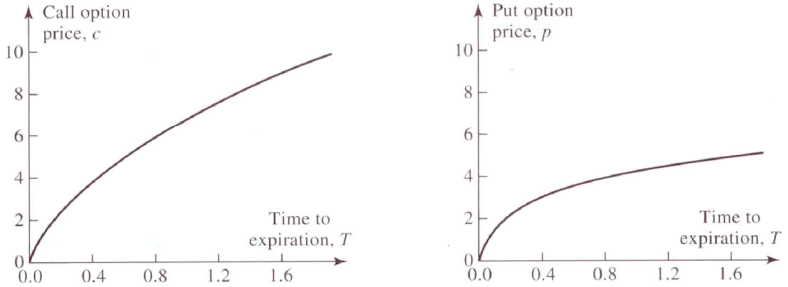 Call option
price, c
10
8
6
4
2
0
0.0 0.4 0.8 1.2 1.6
Time to
expiration, T
Put option
price, p
10
8
6
4
2
0
0.0 0.4 0.8 1.2 1.6
Time to
expiration, T